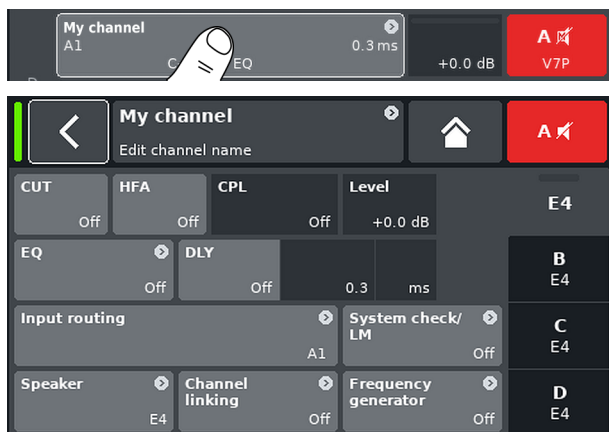 My channel
A1
0.3 ms
EQ
+0.0 dB
A
V7P
My channel
Edit channel name
A
CUT
Off
HFA
Off
CPL
Off
Level
+0.0 dB
E4
EQ
Off
DLY
Off
0.3 ms
B
E4
Input routing
A1
System check/
LM
Off
C
E4
Speaker
E4
Channel
linking
Off
Frequency
generator
Off
D
E4